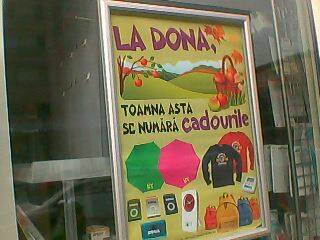 LA DONA,
TOAMNA ASTA
SE NUMĂRĂ cadourile